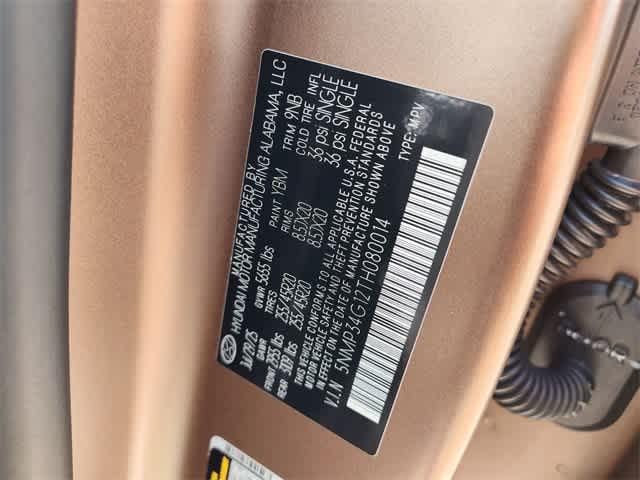 MANUFACTURED BY
HYUNDAI MOTOR MANUFACTURING ALABAMA, LLC
GVWR 5655 lbs PAINT YBM TRIM 9NB
GAWR TIRES RIMS COLD TIRE INFL
255/45R20 8.5JX20 36 psi SINGLE
255/45R20 8.5JX20 36 psi SINGLE
THIS VEHICLE CONFORMS TO ALL APPLICABLE U.S.A. FEDERAL
MOTOR VEHICLE SAFETY AND THEFT PREVENTION STANDARDS
IN EFFECT ON THE DATE OF MANUFACTURE SHOWN ABOVE
V.I.N 5NMP34G12TH080014 TYPE: MPV